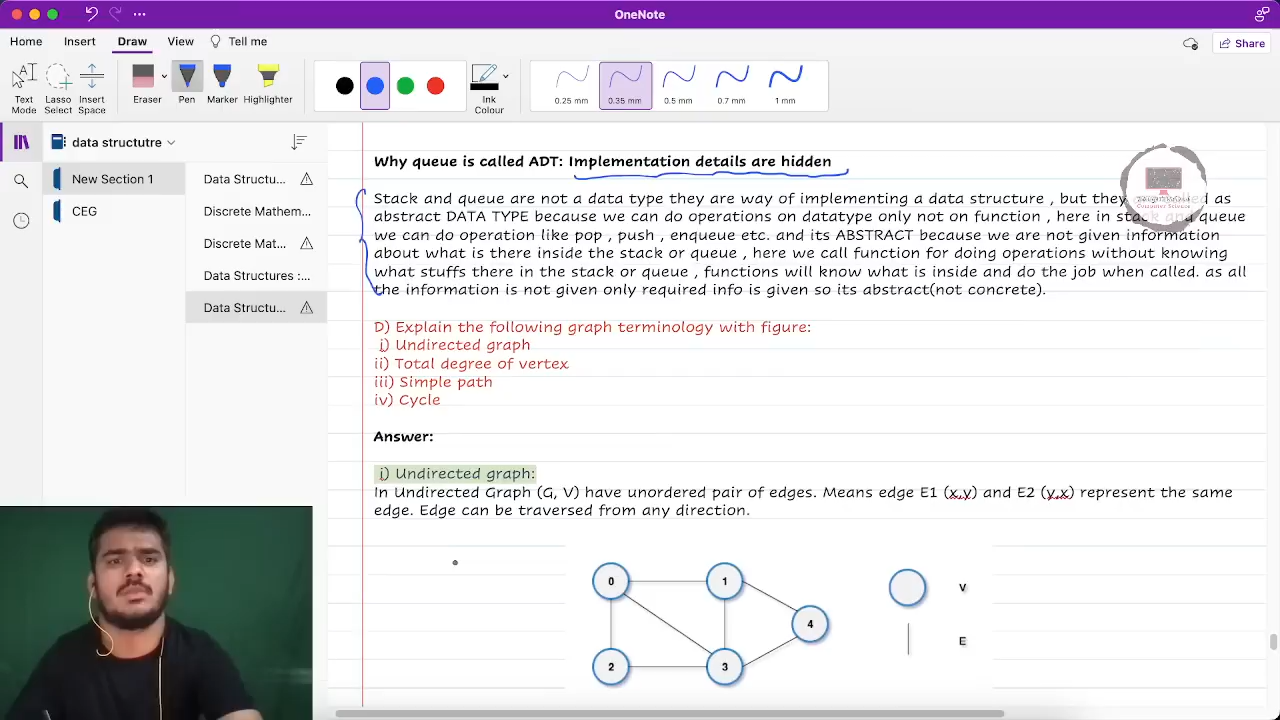 OneNote
Home Insert Draw View Tell me
Share
Text Mode
Lasso Select
Insert Space
Eraser
Pen
Marker
Highlighter
Ink Colour
0.25 mm
0.35 mm
0.5 mm
0.7 mm
1 mm
data structutre
New Section 1
CEG
Data Structu...
Discrete Mathem...
Discrete Mat...
Data Structures :...
Data Structu...
Why queue is called ADT: Implementation details are hidden
Stack and queue are not a data type they are way of implementing a data structure , but they as
abstract DATA TYPE because we can do operations on datatype only not on function , here in stack and queue
we can do operation like pop , push , enqueue etc. and its ABSTRACT because we are not given information
about what is there inside the stack or queue , here we call function for doing operations without knowing
what stuffs there in the stack or queue , functions will know what is inside and do the job when called. as all
the information is not given only required info is given so its abstract(not concrete).
D) Explain the following graph terminology with figure:
i) Undirected graph
ii) Total degree of vertex
iii) Simple path
iv) Cycle
Answer:
i) Undirected graph:
In Undirected Graph (G, V) have unordered pair of edges. Means edge E1 (x,y) and E2 (y,x) represent the same
edge. Edge can be traversed from any direction.
0 1 V
4
E
2 3